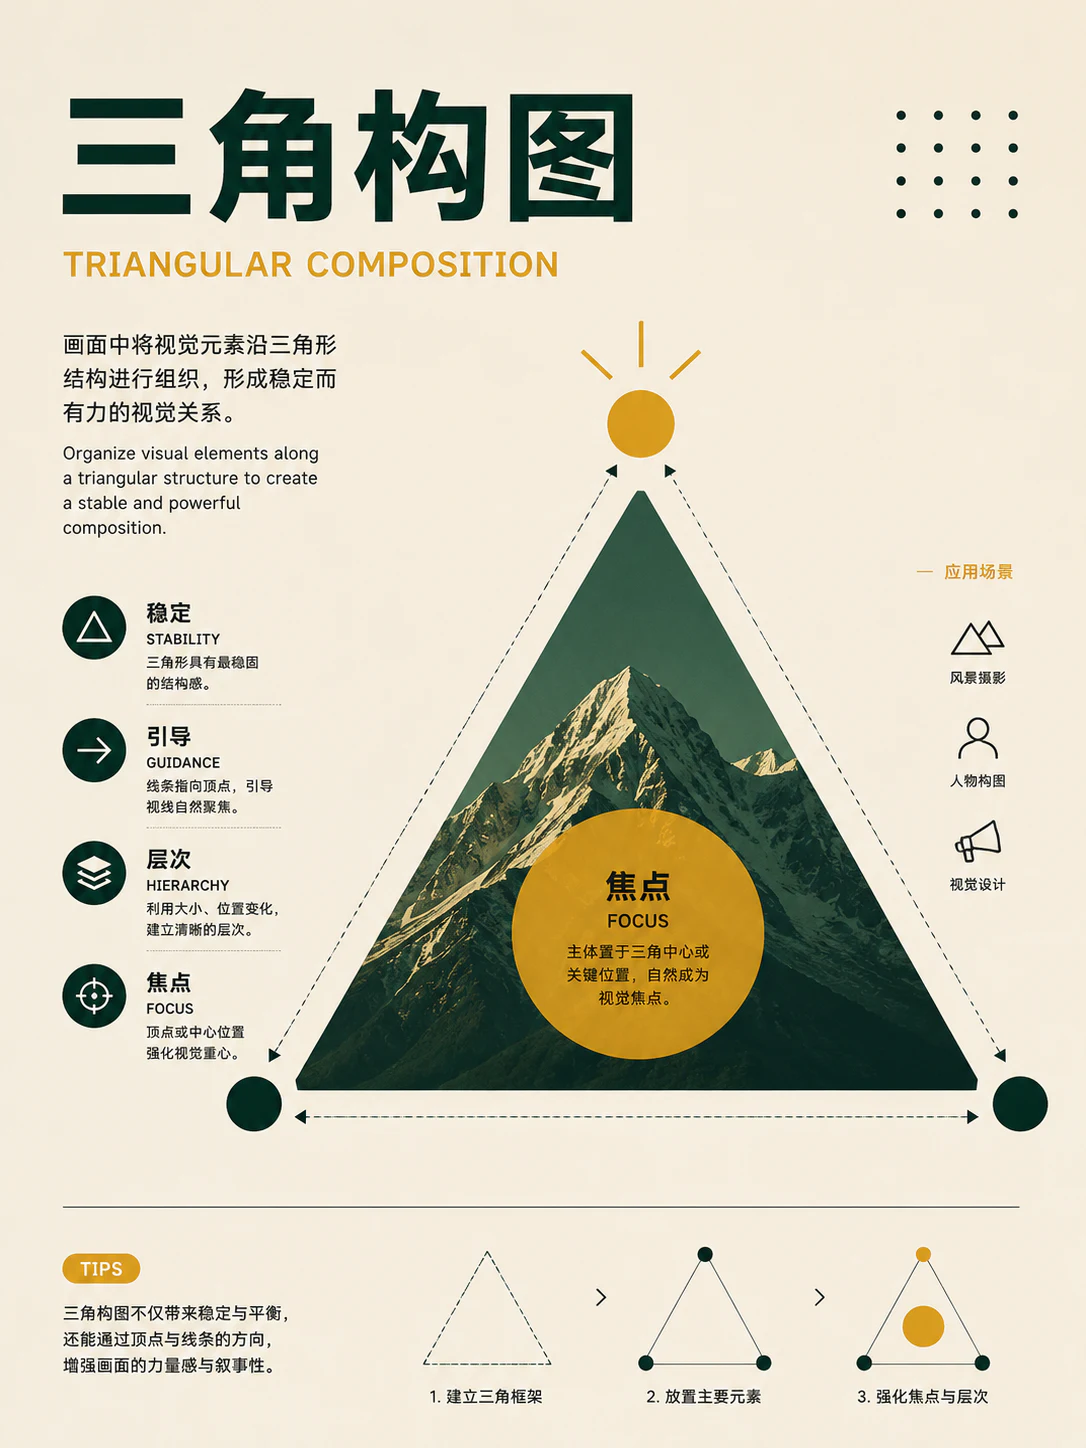 三角构图
TRIANGULAR COMPOSITION
画面中将视觉元素沿三角形
结构进行组织，形成稳定而
有力的视觉关系。
Organize visual elements along
a triangular structure to create
a stable and powerful
composition.
稳定
STABILITY
三角形具有最稳固
的结构感。
引导
GUIDANCE
线条指向顶点，引导
视线自然聚焦。
层次
HIERARCHY
利用大小、位置变化，
建立清晰的层次。
焦点
FOCUS
顶点或中心位置
强化视觉重心。
焦点
FOCUS
主体置于三角中心或
关键位置，自然成为
视觉焦点。
— 应用场景
风景摄影
人物构图
视觉设计
TIPS
三角构图不仅带来稳定与平衡，
还能通过顶点与线条的方向，
增强画面的力量感与叙事性。
1. 建立三角框架
2. 放置主要元素
3. 强化焦点与层次